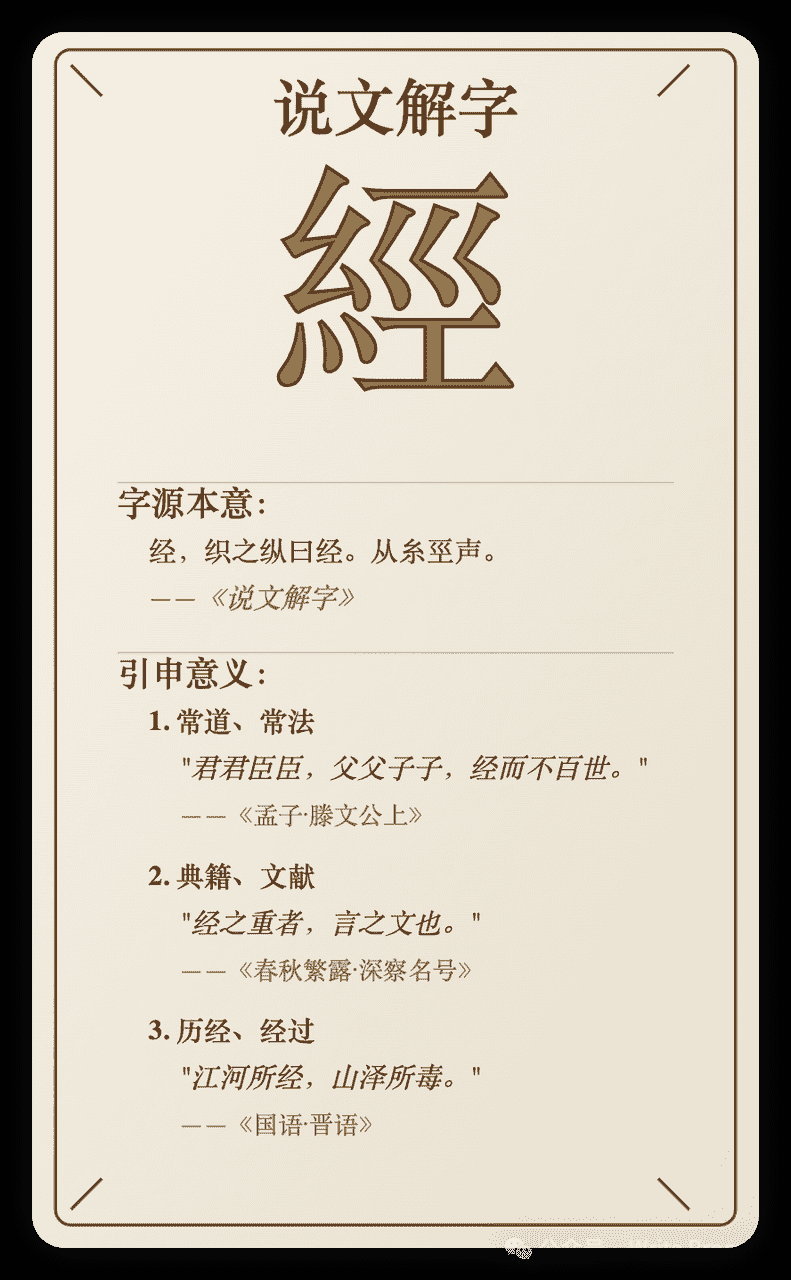 说文解字
經
字源本意：
经，织之纵曰经。从糸巠声。
——《说文解字》
引申意义：
1. 常道、常法
"君君臣臣，父父子子，经而不百世。"
——《孟子·滕文公上》
2. 典籍、文献
"经之重者，言之文也。"
——《春秋繁露·深察名号》
3. 历经、经过
"江河所经，山泽所毒。"
——《国语·晋语》